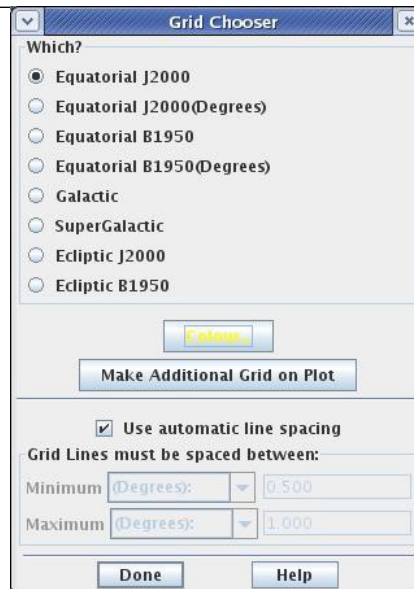 Grid Chooser
Which?
Equatorial J2000
Equatorial J2000(Degrees)
Equatorial B1950
Equatorial B1950(Degrees)
Galactic
SuperGalactic
Ecliptic J2000
Ecliptic B1950
Colour...
Make Additional Grid on Plot
Use automatic line spacing
Grid Lines must be spaced between:
Minimum (Degrees): 0.500
Maximum (Degrees): 1.000
Done Help